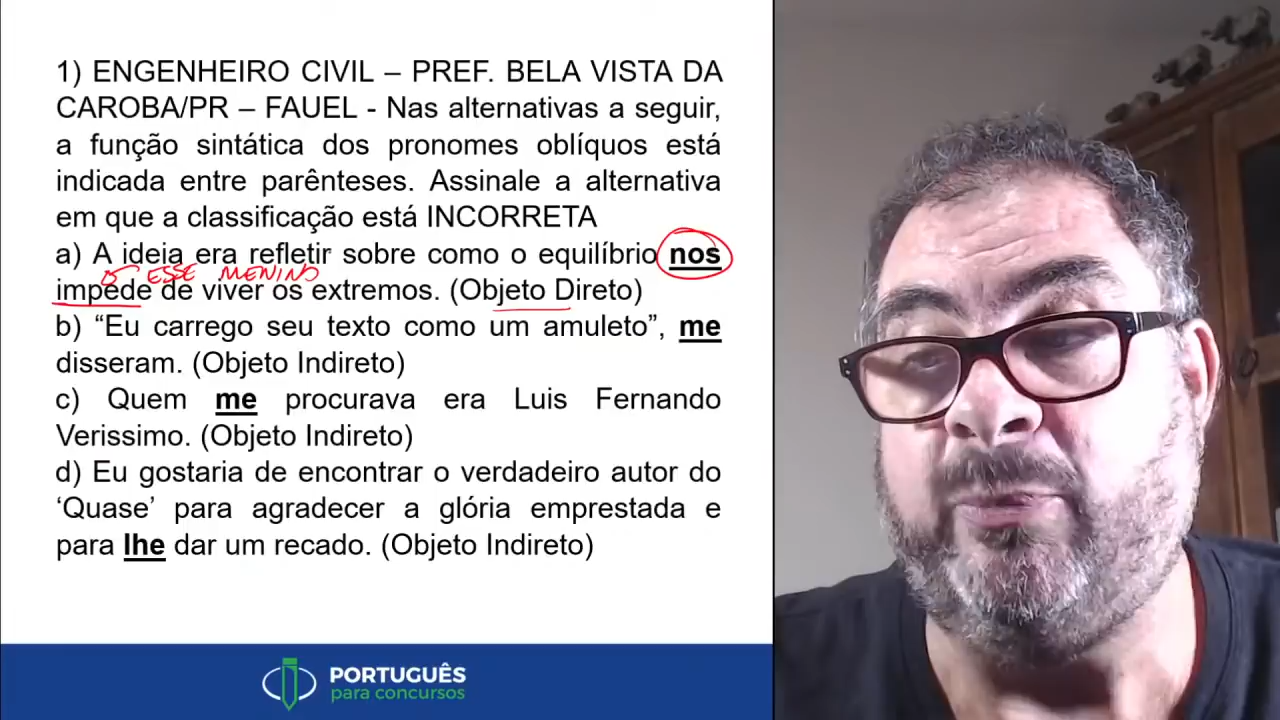 1) ENGENHEIRO CIVIL – PREF. BELA VISTA DA
CAROBA/PR – FAUEL - Nas alternativas a seguir,
a função sintática dos pronomes oblíquos está
indicada entre parênteses. Assinale a alternativa
em que a classificação está INCORRETA
a) A ideia era refletir sobre como o equilíbrio nos
ESSE MENINO
impede de viver os extremos. (Objeto Direto)
b) “Eu carrego seu texto como um amuleto”, me
disseram. (Objeto Indireto)
c) Quem me procurava era Luis Fernando
Verissimo. (Objeto Indireto)
d) Eu gostaria de encontrar o verdadeiro autor do
‘Quase’ para agradecer a glória emprestada e
para lhe dar um recado. (Objeto Indireto)
PORTUGUÊS
para concursos